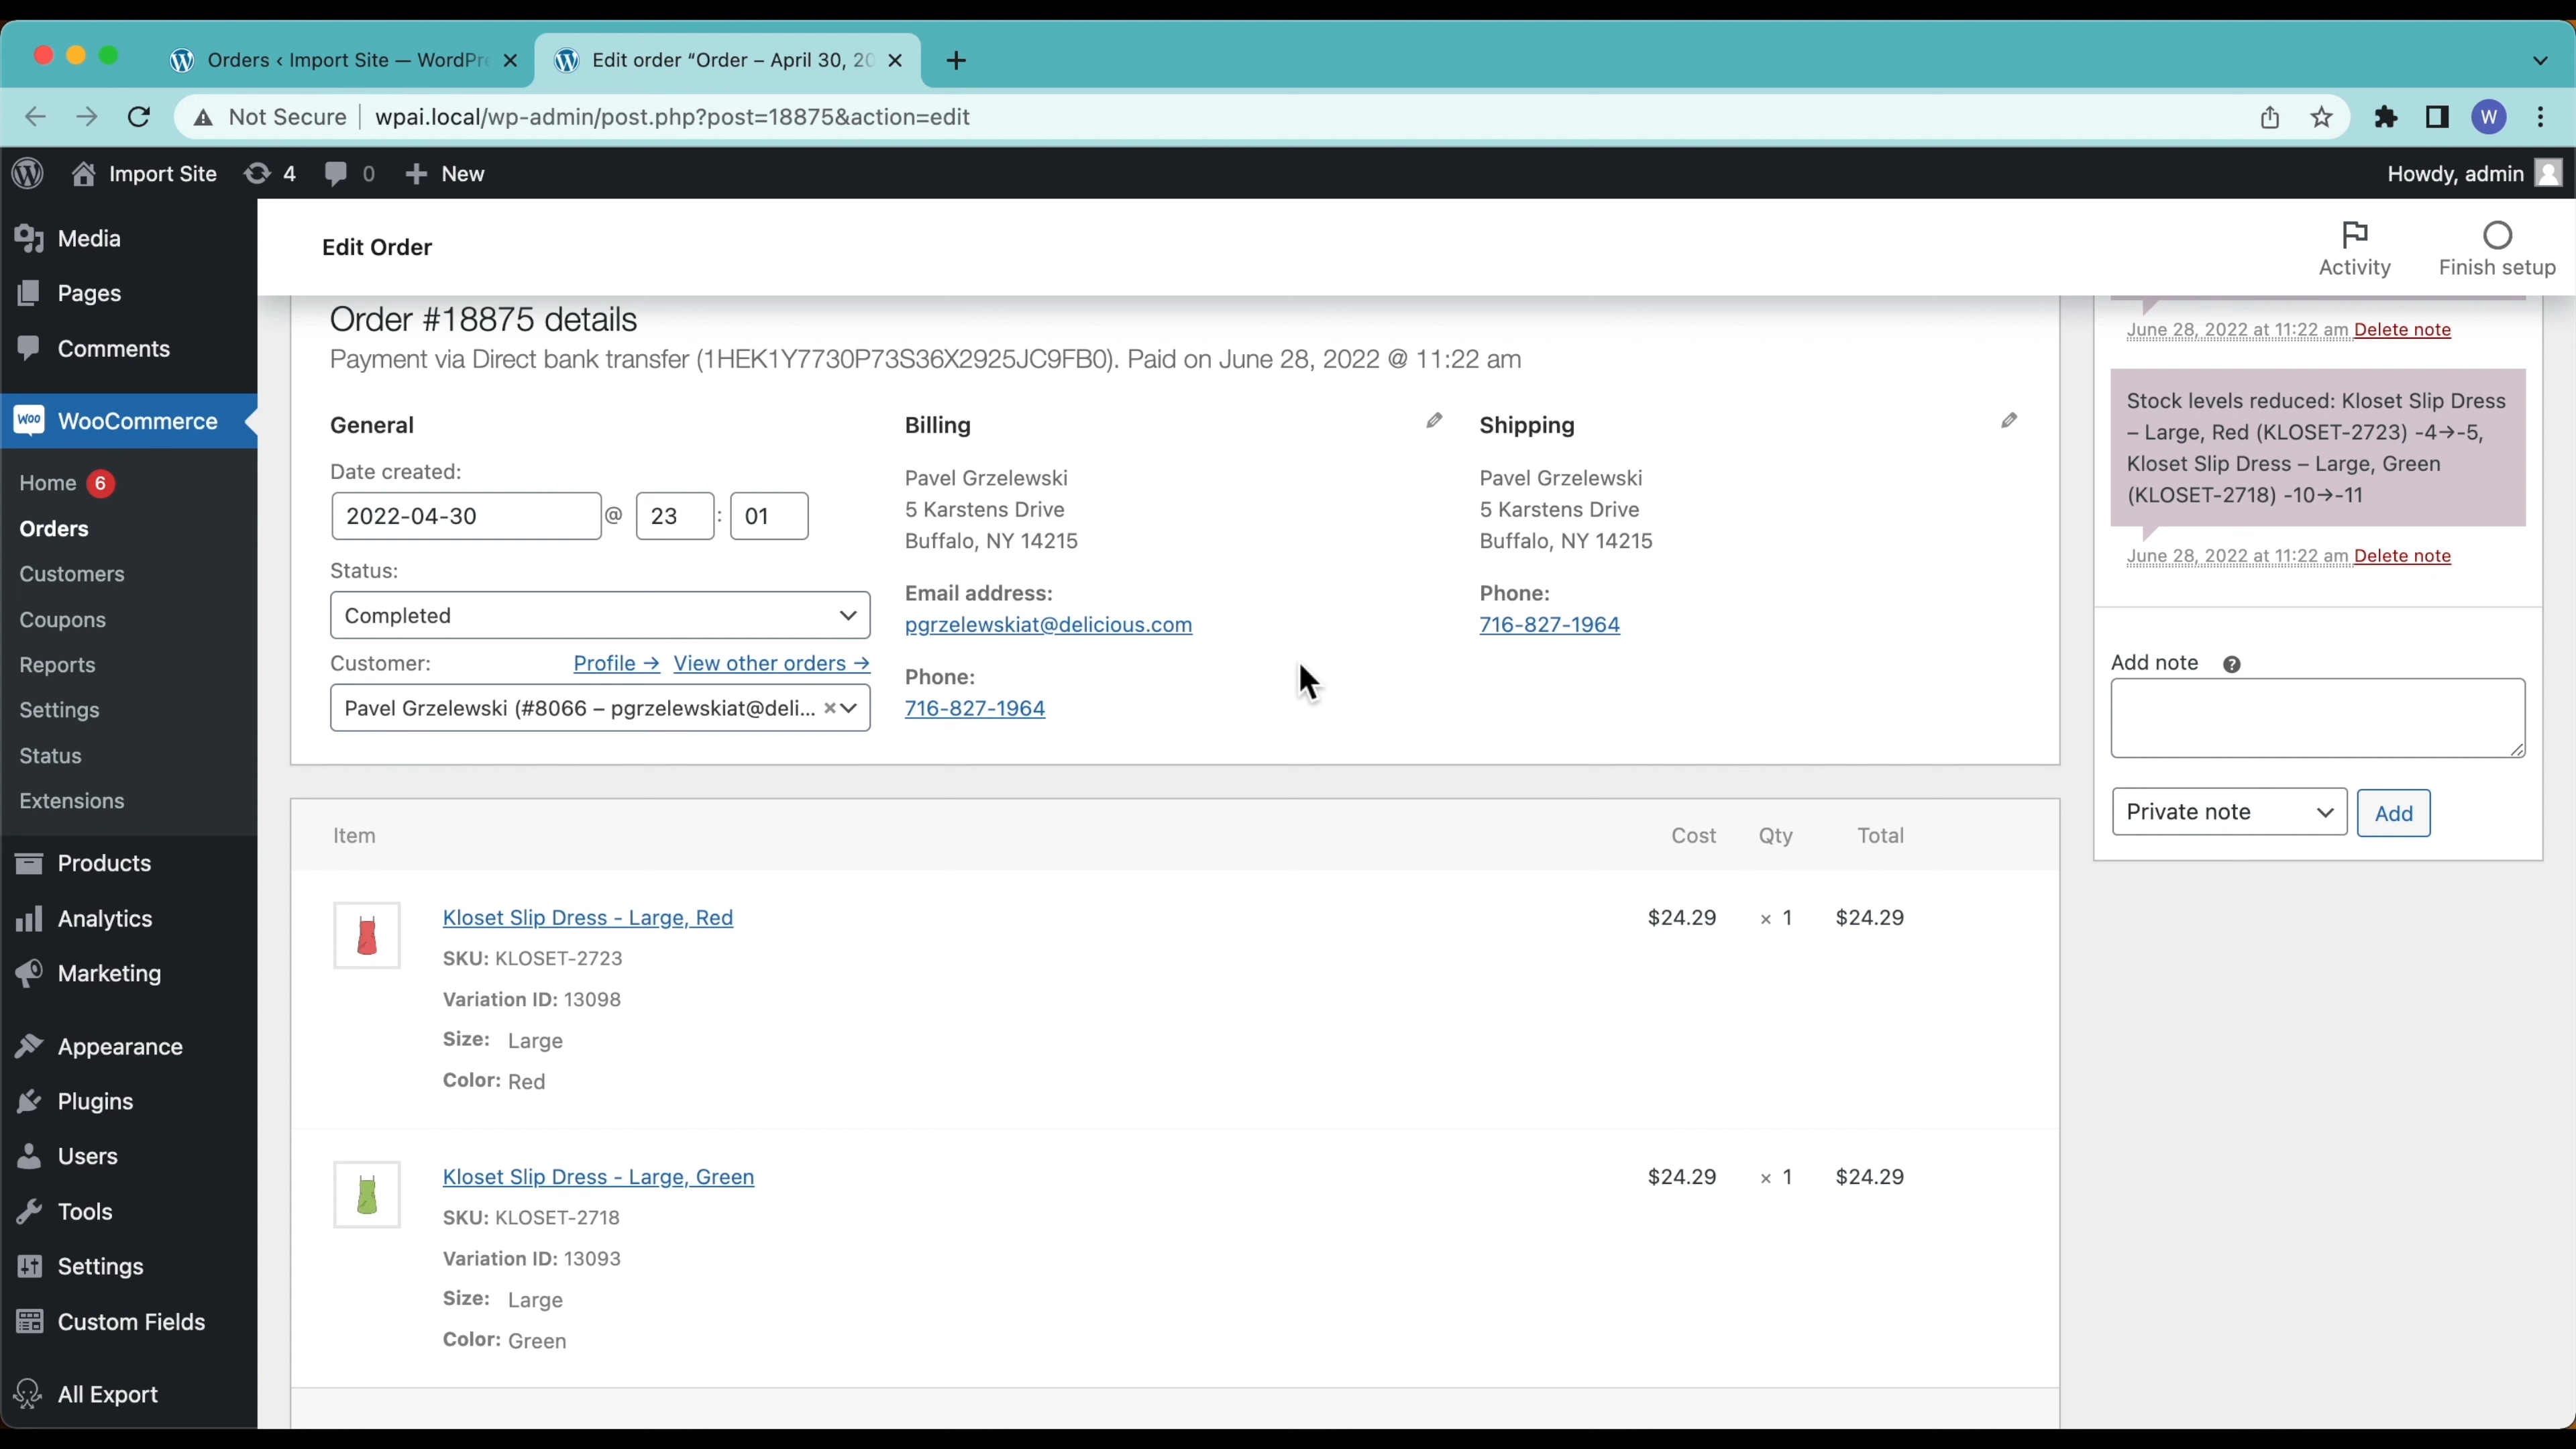 Orders ‹ Import Site — WordPr
Edit order “Order – April 30, 20
Not Secure
wpai.local/wp-admin/post.php?post=18875&action=edit
W
Import Site
4
0
New
Howdy, admin
Media
Pages
Comments
WOO
WooCommerce
Home 6
Orders
Customers
Coupons
Reports
Settings
Status
Extensions
Products
Analytics
Marketing
Appearance
Plugins
Users
Tools
Settings
Custom Fields
All Export
Edit Order
Activity
Finish setup
Order #18875 details
Payment via Direct bank transfer (1HEK1Y7730P73S36X2925JC9FB0). Paid on June 28, 2022 @ 11:22 am
General
Date created:
2022-04-30 @ 23 : 01
Status:
Completed
Customer: Profile → View other orders →
Pavel Grzelewski (#8066 – pgrzelewskiat@deli... ×
Billing
Pavel Grzelewski
5 Karstens Drive
Buffalo, NY 14215
Email address:
pgrzelewskiat@delicious.com
Phone:
716-827-1964
Shipping
Pavel Grzelewski
5 Karstens Drive
Buffalo, NY 14215
Phone:
716-827-1964
Item Cost Qty Total
Kloset Slip Dress - Large, Red $24.29 × 1 $24.29
SKU: KLOSET-2723
Variation ID: 13098
Size: Large
Color: Red
Kloset Slip Dress - Large, Green $24.29 × 1 $24.29
SKU: KLOSET-2718
Variation ID: 13093
Size: Large
Color: Green
June 28, 2022 at 11:22 am Delete note
Stock levels reduced: Kloset Slip Dress
– Large, Red (KLOSET-2723) -4→-5,
Kloset Slip Dress – Large, Green
(KLOSET-2718) -10→-11
June 28, 2022 at 11:22 am Delete note
Add note ?
Private note Add